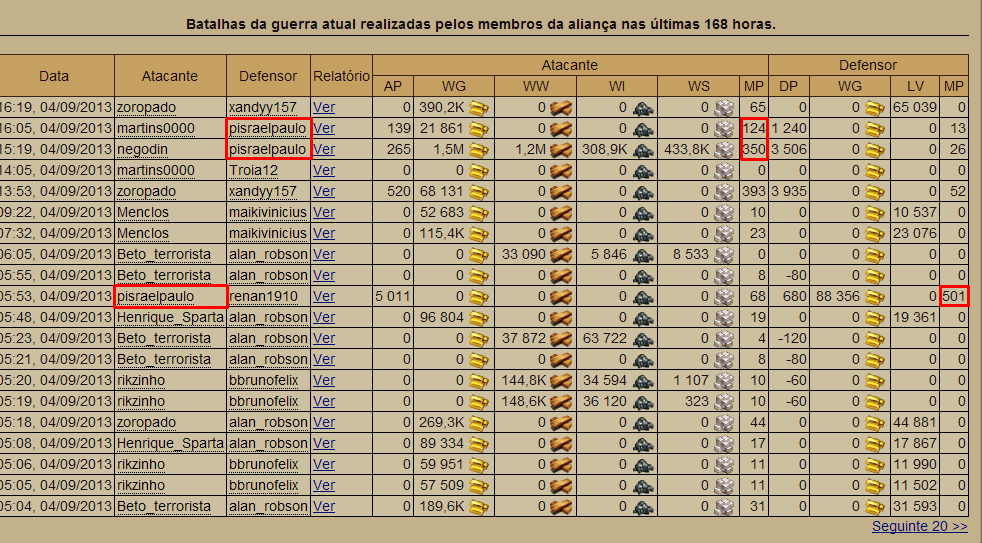 Batalhas da guerra atual realizadas pelos membros da aliança nas últimas 168 horas.
Data Atacante Defensor Relatório Atacante Defensor
AP WG WW WI WS MP DP WG LV MP
16:19, 04/09/2013 zoropado xandyy157 Ver 0 390,2K 0 0 0 65 0 0 65 039 0
16:05, 04/09/2013 martins0000 pisraelpaulo Ver 139 21 861 0 0 0 124 1 240 0 0 13
15:19, 04/09/2013 negodin pisraelpaulo Ver 265 1,5M 1,2M 308,9K 433,8K 350 3 506 0 0 26
14:05, 04/09/2013 martins0000 Troia12 Ver 0 0 0 0 0 0 0 0 0 0
13:53, 04/09/2013 zoropado xandyy157 Ver 520 68 131 0 0 0 393 3 935 0 0 52
09:22, 04/09/2013 Menclos maikivinicius Ver 0 52 683 0 0 0 10 0 0 10 537 0
07:32, 04/09/2013 Menclos maikivinicius Ver 0 115,4K 0 0 0 23 0 0 23 076 0
06:05, 04/09/2013 Beto_terrorista alan_robson Ver 0 0 33 090 5 846 8 533 0 0 0 0 0
05:55, 04/09/2013 Beto_terrorista alan_robson Ver 0 0 0 0 0 8 -80 0 0 0
05:53, 04/09/2013 pisraelpaulo renan1910 Ver 5 011 0 0 0 0 68 680 88 356 0 501
05:48, 04/09/2013 Henrique_Sparta alan_robson Ver 0 96 804 0 0 0 19 0 0 19 361 0
05:23, 04/09/2013 Beto_terrorista alan_robson Ver 0 0 37 872 63 722 0 4 -120 0 0 0
05:21, 04/09/2013 Beto_terrorista alan_robson Ver 0 0 0 0 0 8 -80 0 0 0
05:20, 04/09/2013 rikzinho bbrunofelix Ver 0 0 144,8K 34 594 1 107 10 -60 0 0 0
05:19, 04/09/2013 rikzinho bbrunofelix Ver 0 0 148,6K 36 120 323 10 -60 0 0 0
05:18, 04/09/2013 zoropado alan_robson Ver 0 269,3K 0 0 0 44 0 0 44 881 0
05:08, 04/09/2013 Henrique_Sparta alan_robson Ver 0 89 334 0 0 0 17 0 0 17 867 0
05:06, 04/09/2013 rikzinho bbrunofelix Ver 0 59 951 0 0 0 11 0 0 11 990 0
05:05, 04/09/2013 rikzinho bbrunofelix Ver 0 57 509 0 0 0 11 0 0 11 502 0
05:04, 04/09/2013 Beto_terrorista alan_robson Ver 0 189,6K 0 0 0 31 0 0 31 593 0
Seguinte 20 >>